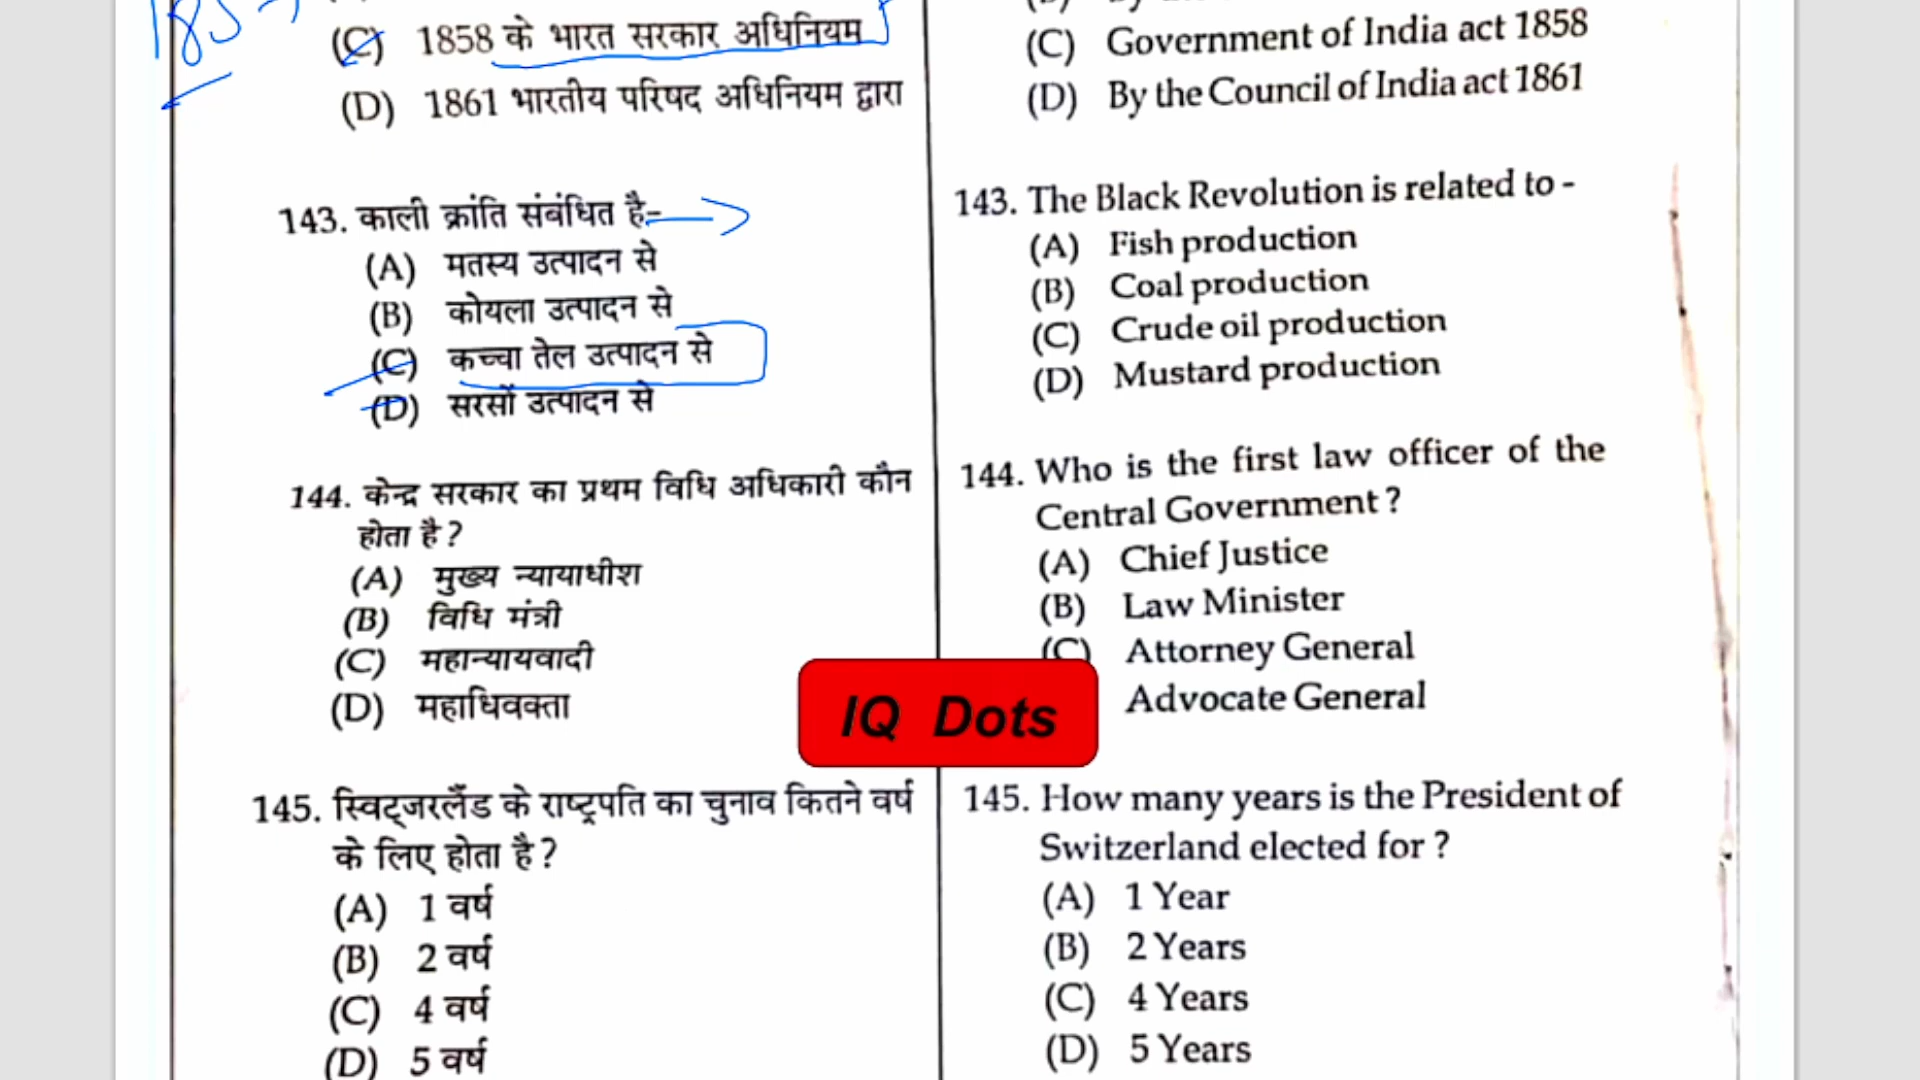 185
(C) 1858 के भारत सरकार अधिनियम
(D) 1861 भारतीय परिषद अधिनियम द्वारा
143. काली क्रांति संबंधित है-
(A) मतस्य उत्पादन से
(B) कोयला उत्पादन से
(C) कच्चा तेल उत्पादन से
(D) सरसों उत्पादन से
144. केन्द्र सरकार का प्रथम विधि अधिकारी कौन
होता है ?
(A) मुख्य न्यायाधीश
(B) विधि मंत्री
(C) महान्यायवादी
(D) महाधिवक्ता
145. स्विट्जरलैंड के राष्ट्रपति का चुनाव कितने वर्ष
के लिए होता है ?
(A) 1 वर्ष
(B) 2 वर्ष
(C) 4 वर्ष
(D) 5 वर्ष
(C) Government of India act 1858
(D) By the Council of India act 1861
143. The Black Revolution is related to -
(A) Fish production
(B) Coal production
(C) Crude oil production
(D) Mustard production
144. Who is the first law officer of the
Central Government ?
(A) Chief Justice
(B) Law Minister
(C) Attorney General
Advocate General
145. How many years is the President of
Switzerland elected for ?
(A) 1 Year
(B) 2 Years
(C) 4 Years
(D) 5 Years
IQ Dots